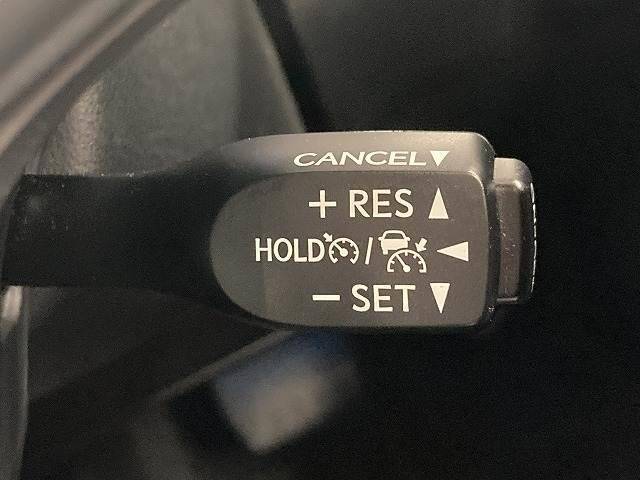 CANCEL▼
+ RES ▲
HOLD / ◀
− SET ▼